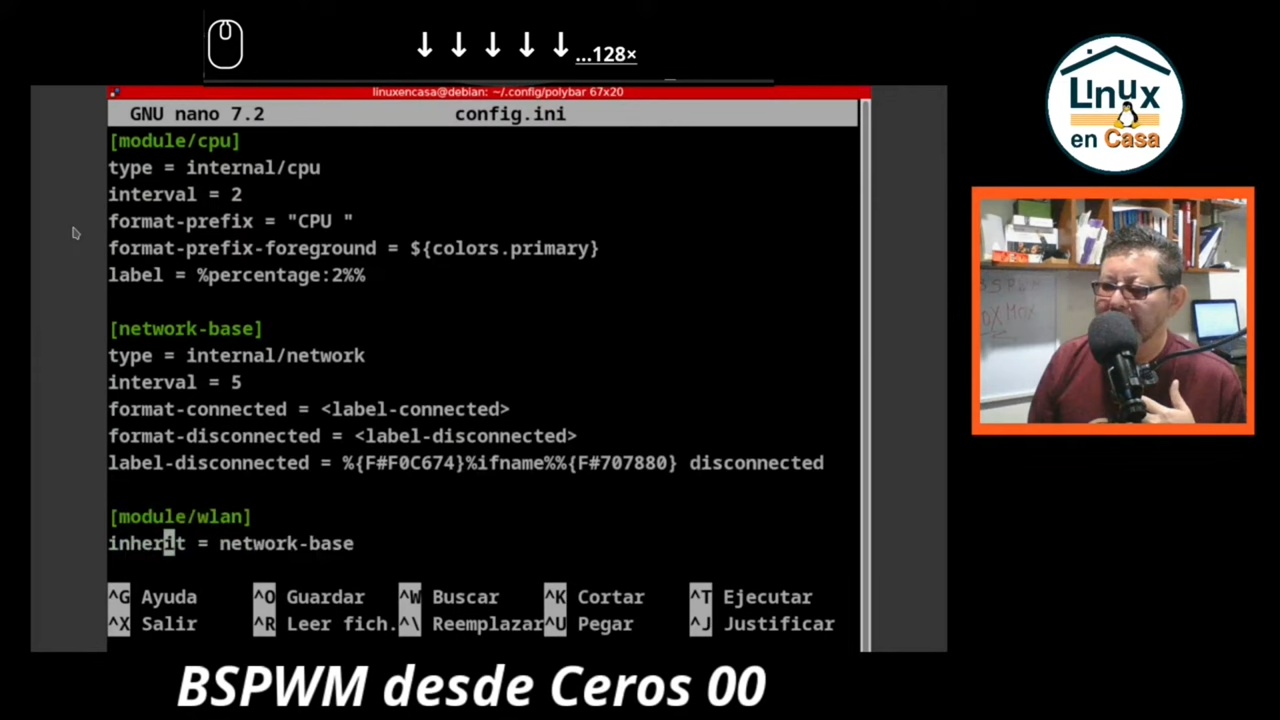 ↓ ↓ ↓ ↓ ↓...128×
linuxencasa@debian: ~/.config/polybar 67x20
GNU nano 7.2 config.ini
[module/cpu]
type = internal/cpu
interval = 2
format-prefix = "CPU "
format-prefix-foreground = ${colors.primary}
label = %percentage:2%%
[network-base]
type = internal/network
interval = 5
format-connected = <label-connected>
format-disconnected = <label-disconnected>
label-disconnected = %{F#F0C674}%ifname%%{F#707880} disconnected
[module/wlan]
inherit = network-base
^G Ayuda ^O Guardar ^W Buscar ^K Cortar ^T Ejecutar
^X Salir ^R Leer fich. ^\ Reemplazar ^U Pegar ^J Justificar
BSPWM desde Ceros 00
Linux
en Casa